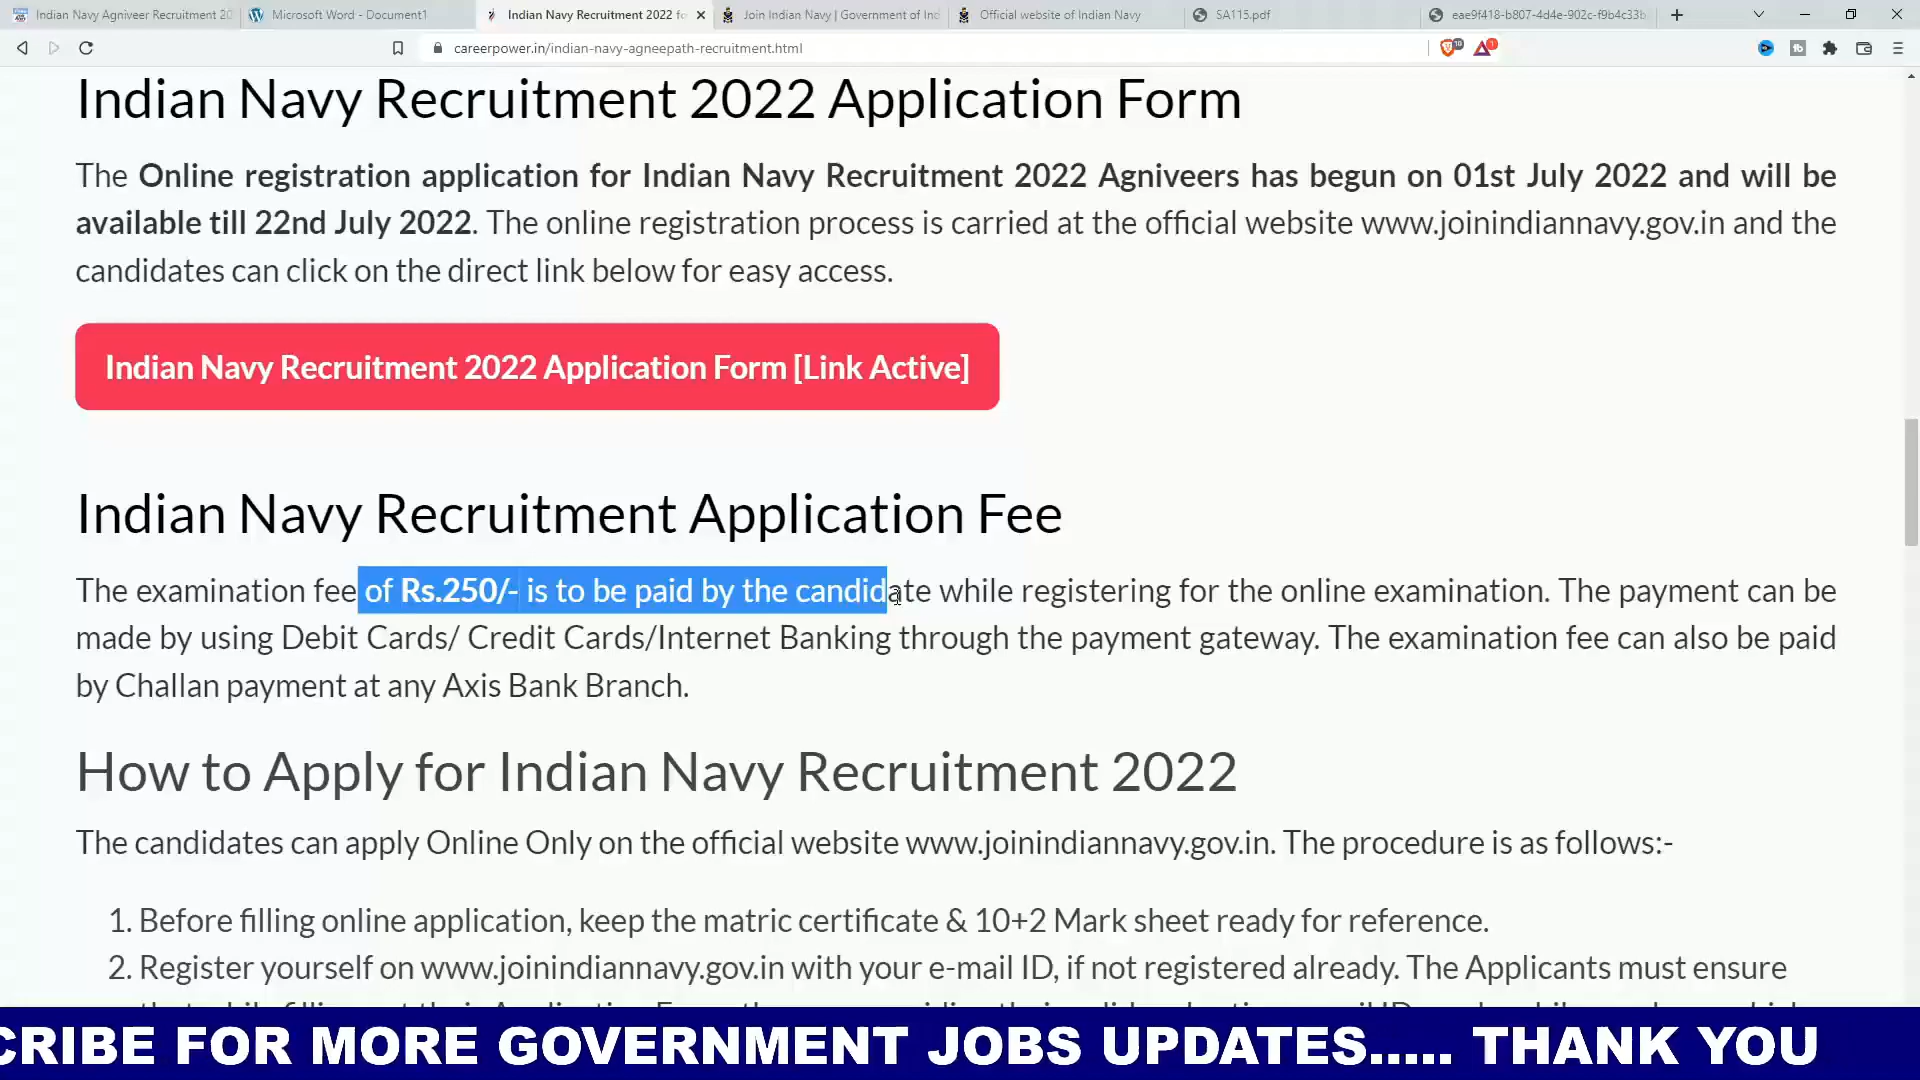 Indian Navy Agniveer Recruitment 20
Microsoft Word - Document1
Indian Navy Recruitment 2022 fo
Join Indian Navy | Government of Ind
Official website of Indian Navy
SA115.pdf
eae9f418-b807-4d4e-902c-f9b4c33b
careerpower.in/indian-navy-agneepath-recruitment.html
Indian Navy Recruitment 2022 Application Form
The Online registration application for Indian Navy Recruitment 2022 Agniveers has begun on 01st July 2022 and will be
available till 22nd July 2022. The online registration process is carried at the official website www.joinindiannavy.gov.in and the
candidates can click on the direct link below for easy access.
Indian Navy Recruitment 2022 Application Form [Link Active]
Indian Navy Recruitment Application Fee
The examination fee of Rs.250/- is to be paid by the candidate while registering for the online examination. The payment can be
made by using Debit Cards/ Credit Cards/Internet Banking through the payment gateway. The examination fee can also be paid
by Challan payment at any Axis Bank Branch.
How to Apply for Indian Navy Recruitment 2022
The candidates can apply Online Only on the official website www.joinindiannavy.gov.in. The procedure is as follows:-
1. Before filling online application, keep the matric certificate & 10+2 Mark sheet ready for reference.
2. Register yourself on www.joinindiannavy.gov.in with your e-mail ID, if not registered already. The Applicants must ensure
CRIBE FOR MORE GOVERNMENT JOBS UPDATES..... THANK YOU